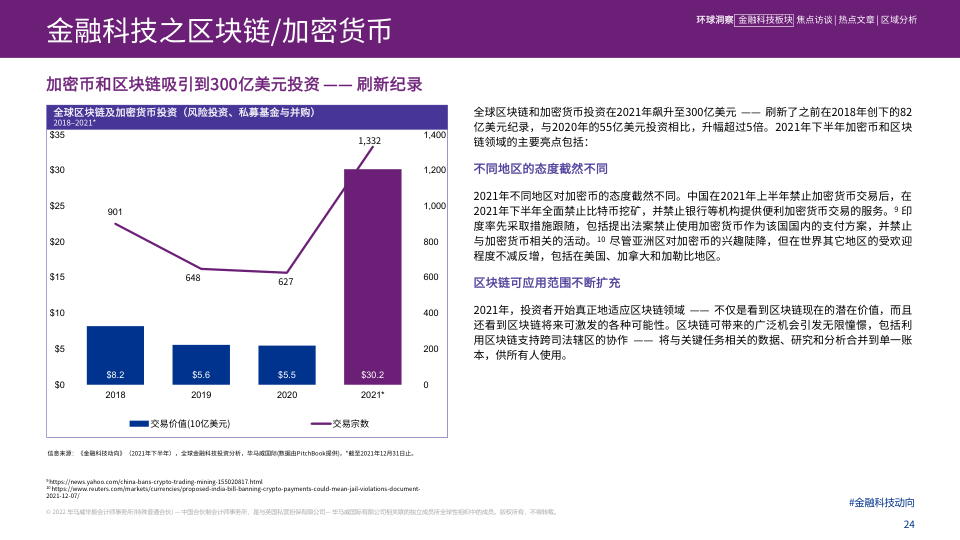 金融科技之区块链/加密货币
环球洞察 金融科技板块 焦点访谈 | 热点文章 | 区域分析
加密币和区块链吸引到300亿美元投资 —— 刷新纪录
全球区块链及加密货币投资（风险投资、私募基金与并购）
2018–2021*
$35
$30
$25
$20
$15
$10
$5
$0
1,400
1,200
1,000
800
600
400
200
0
901
648
627
1,332
$8.2
$5.6
$5.5
$30.2
2018
2019
2020
2021*
交易价值(10亿美元)
交易宗数
信息来源：《金融科技动向》（2021年下半年），全球金融科技投资分析，毕马威国际(数据由PitchBook提供)，*截至2021年12月31日止。
全球区块链和加密货币投资在2021年飙升至300亿美元 —— 刷新了之前在2018年创下的82
亿美元纪录，与2020年的55亿美元投资相比，升幅超过5倍。2021年下半年加密币和区块
链领域的主要亮点包括：
不同地区的态度截然不同
2021年不同地区对加密币的态度截然不同。中国在2021年上半年禁止加密货币交易后，在
2021年下半年全面禁止比特币挖矿，并禁止银行等机构提供便利加密货币交易的服务。⁹ 印
度率先采取措施跟随，包括提出法案禁止使用加密货币作为该国国内的支付方案，并禁止
与加密货币相关的活动。¹⁰ 尽管亚洲区对加密币的兴趣陡降，但在世界其它地区的受欢迎
程度不减反增，包括在美国、加拿大和加勒比地区。
区块链可应用范围不断扩充
2021年，投资者开始真正地适应区块链领域 —— 不仅是看到区块链现在的潜在价值，而且
还看到区块链将来可激发的各种可能性。区块链可带来的广泛机会引发无限憧憬，包括利
用区块链支持跨司法辖区的协作 —— 将与关键任务相关的数据、研究和分析合并到单一账
本，供所有人使用。
⁹ https://news.yahoo.com/china-bans-crypto-trading-mining-155020817.html
¹⁰ https://www.reuters.com/markets/currencies/proposed-india-bill-banning-crypto-payments-could-mean-jail-violations-document-
2021-12-07/
© 2022 毕马威华振会计师事务所(特殊普通合伙) — 中国合伙制会计师事务所，是与英国私营担保有限公司— 毕马威国际有限公司相关联的独立成员所全球性组织中的成员。版权所有，不得转载。
#金融科技动向
24